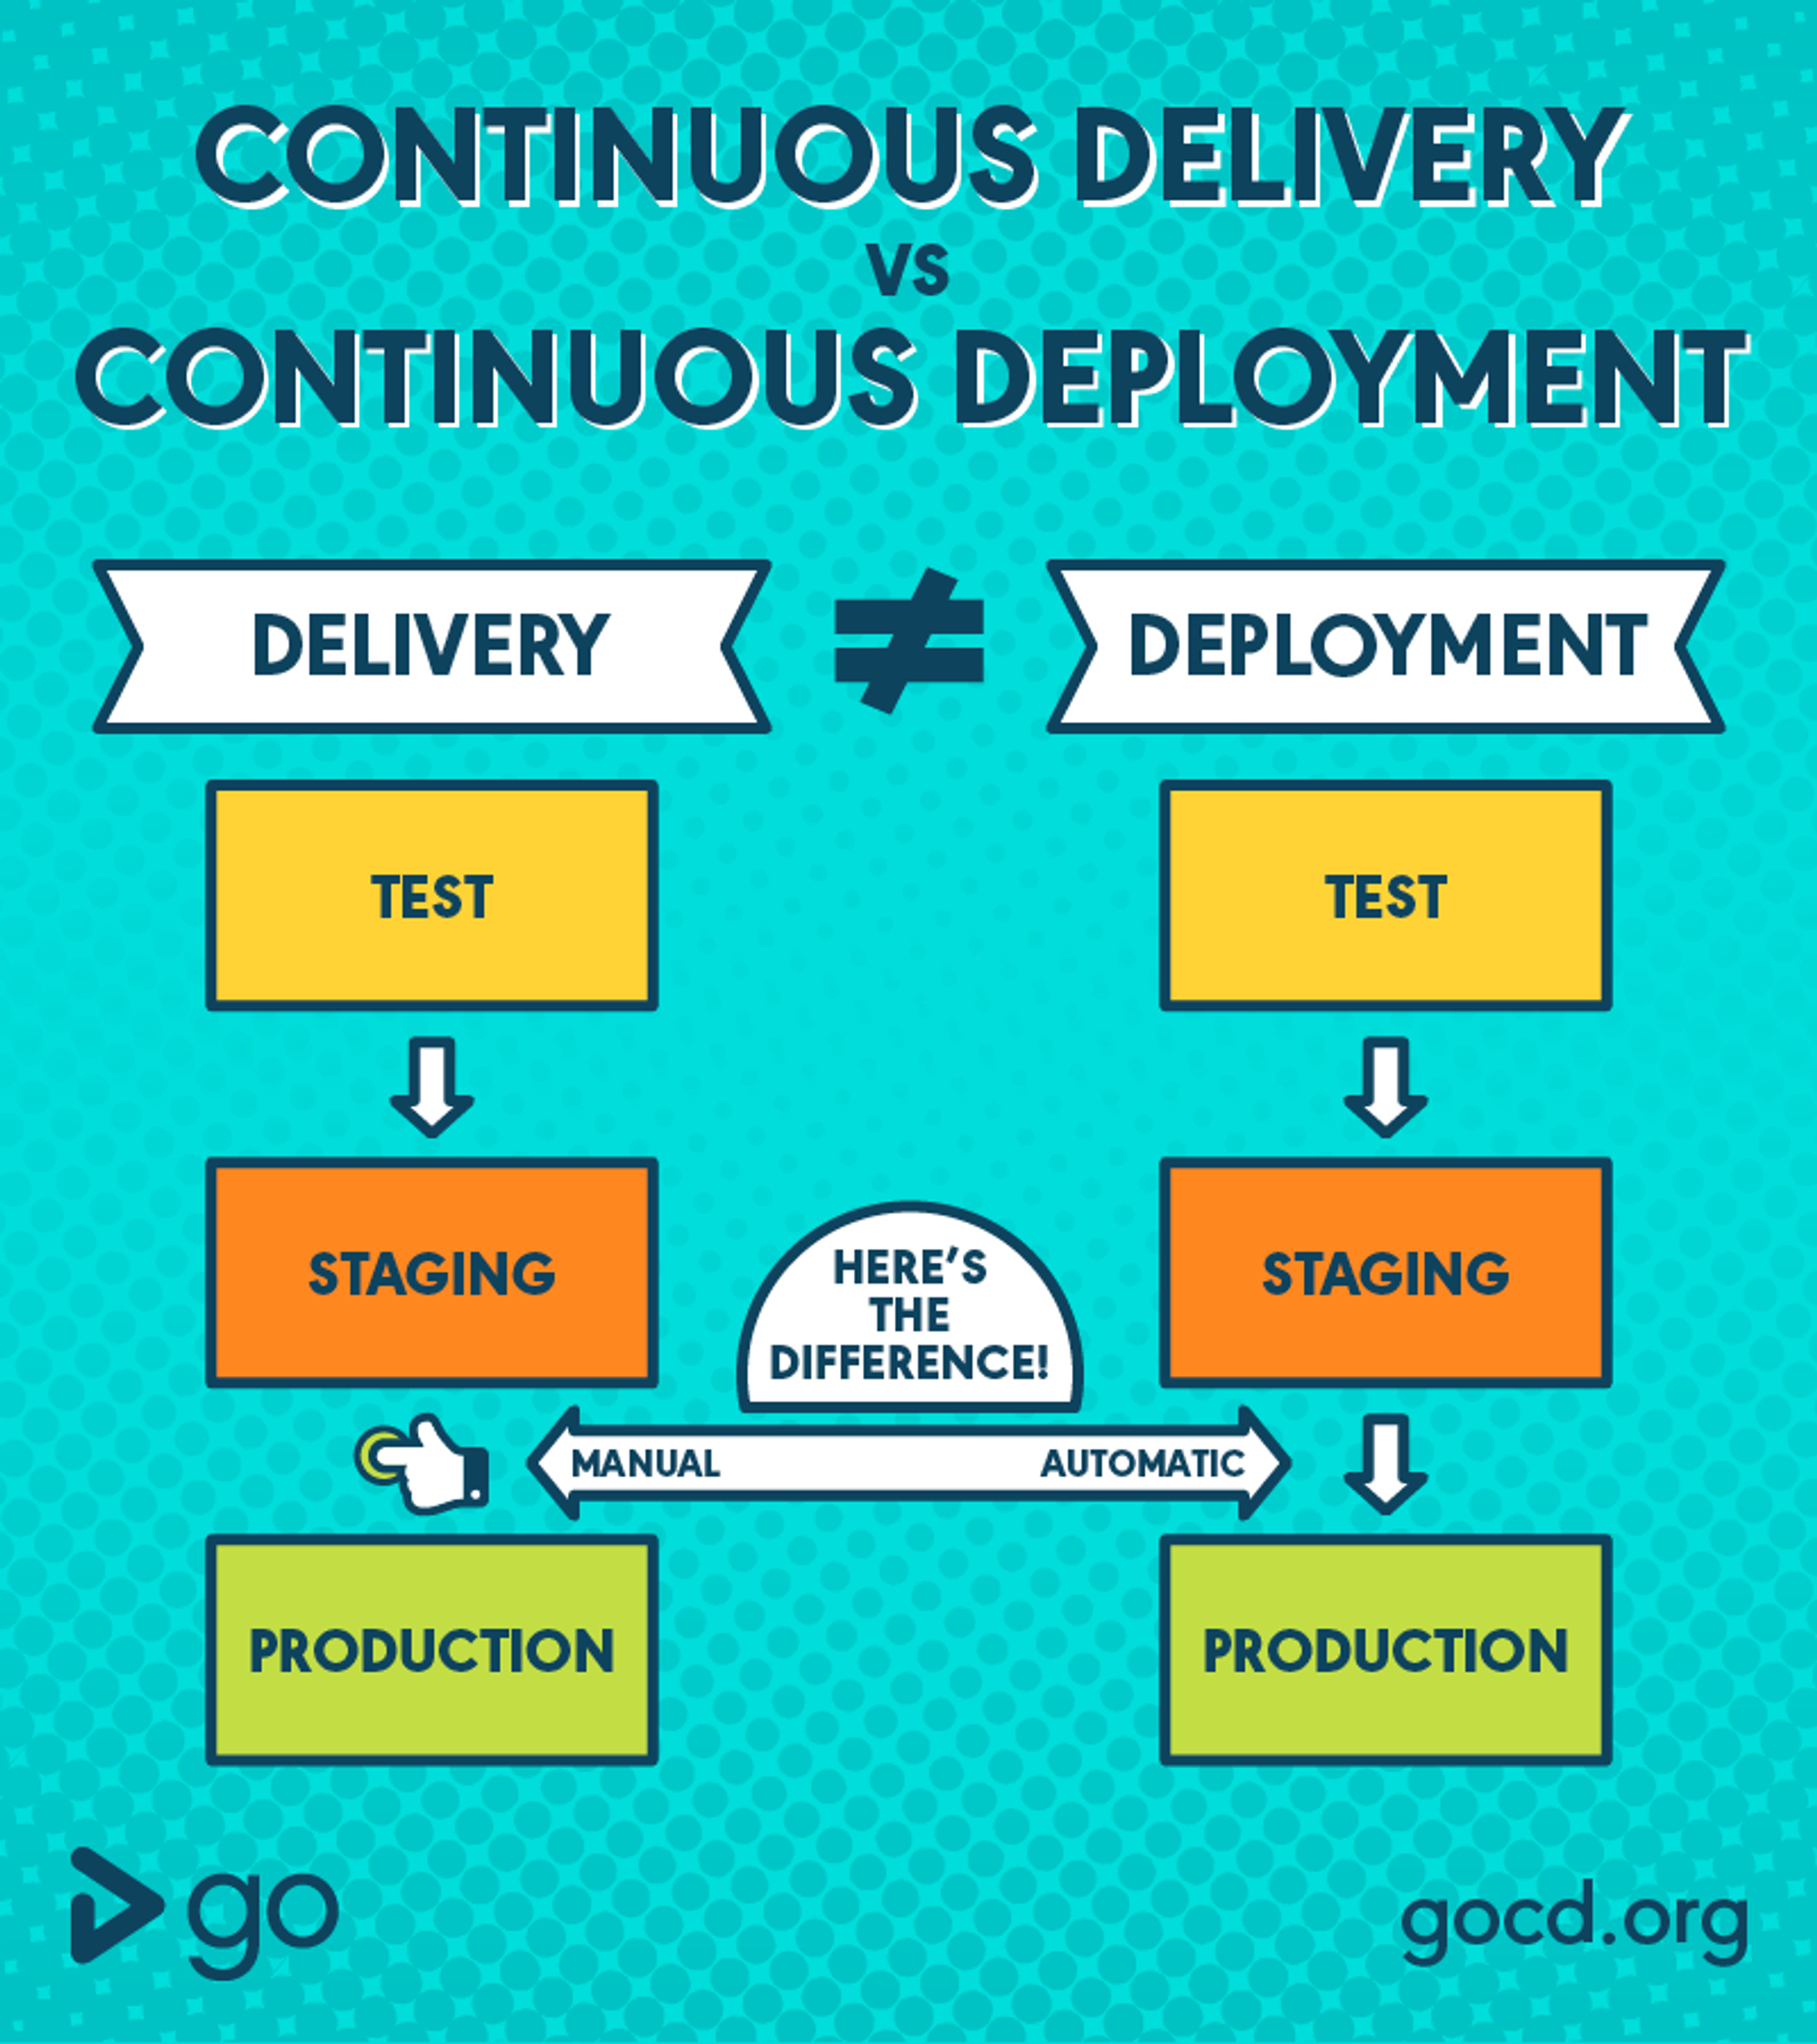 CONTINUOUS DELIVERY
VS
CONTINUOUS DEPLOYMENT
DELIVERY
≠
DEPLOYMENT
TEST
TEST
STAGING
STAGING
HERE'S
THE
DIFFERENCE!
MANUAL
AUTOMATIC
PRODUCTION
PRODUCTION
go
gocd.org